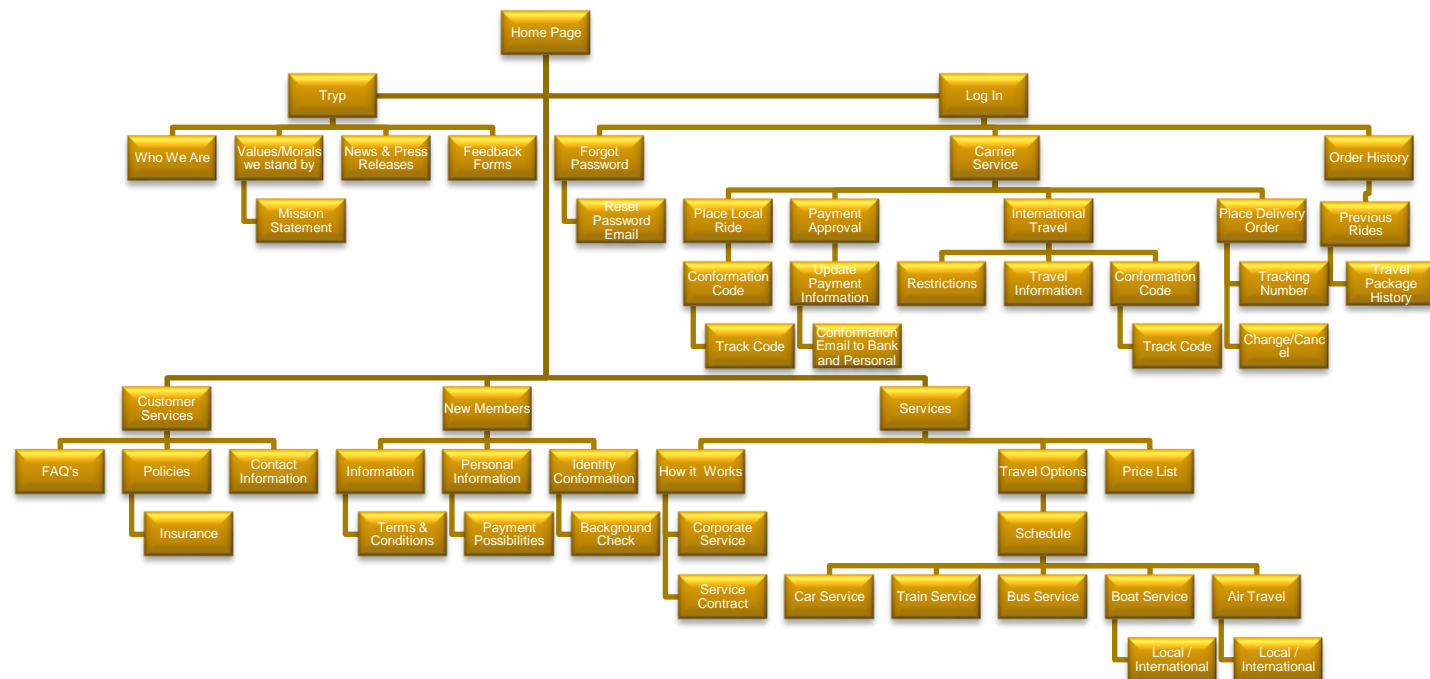 Home Page
Tryp
Log In
Who We Are
Values/Morals
we stand by
News & Press
Releases
Feedback
Forms
Forgot
Password
Carrier
Service
Order History
Mission
Statement
Reset
Password
Email
Place Local
Ride
Payment
Approval
International
Travel
Place Delivery
Order
Previous
Rides
Conformation
Code
Update
Payment
Information
Restrictions
Travel
Information
Conformation
Code
Tracking
Number
Travel
Package
History
Track Code
Conformation
Email to Bank
and Personal
Track Code
Change/Canc
el
Customer
Services
New Members
Services
FAQ's
Policies
Contact
Information
Information
Personal
Information
Identity
Conformation
How it Works
Travel Options
Price List
Insurance
Terms &
Conditions
Payment
Possibilities
Background
Check
Corporate
Service
Schedule
Service
Contract
Car Service
Train Service
Bus Service
Boat Service
Air Travel
Local /
International
Local /
International